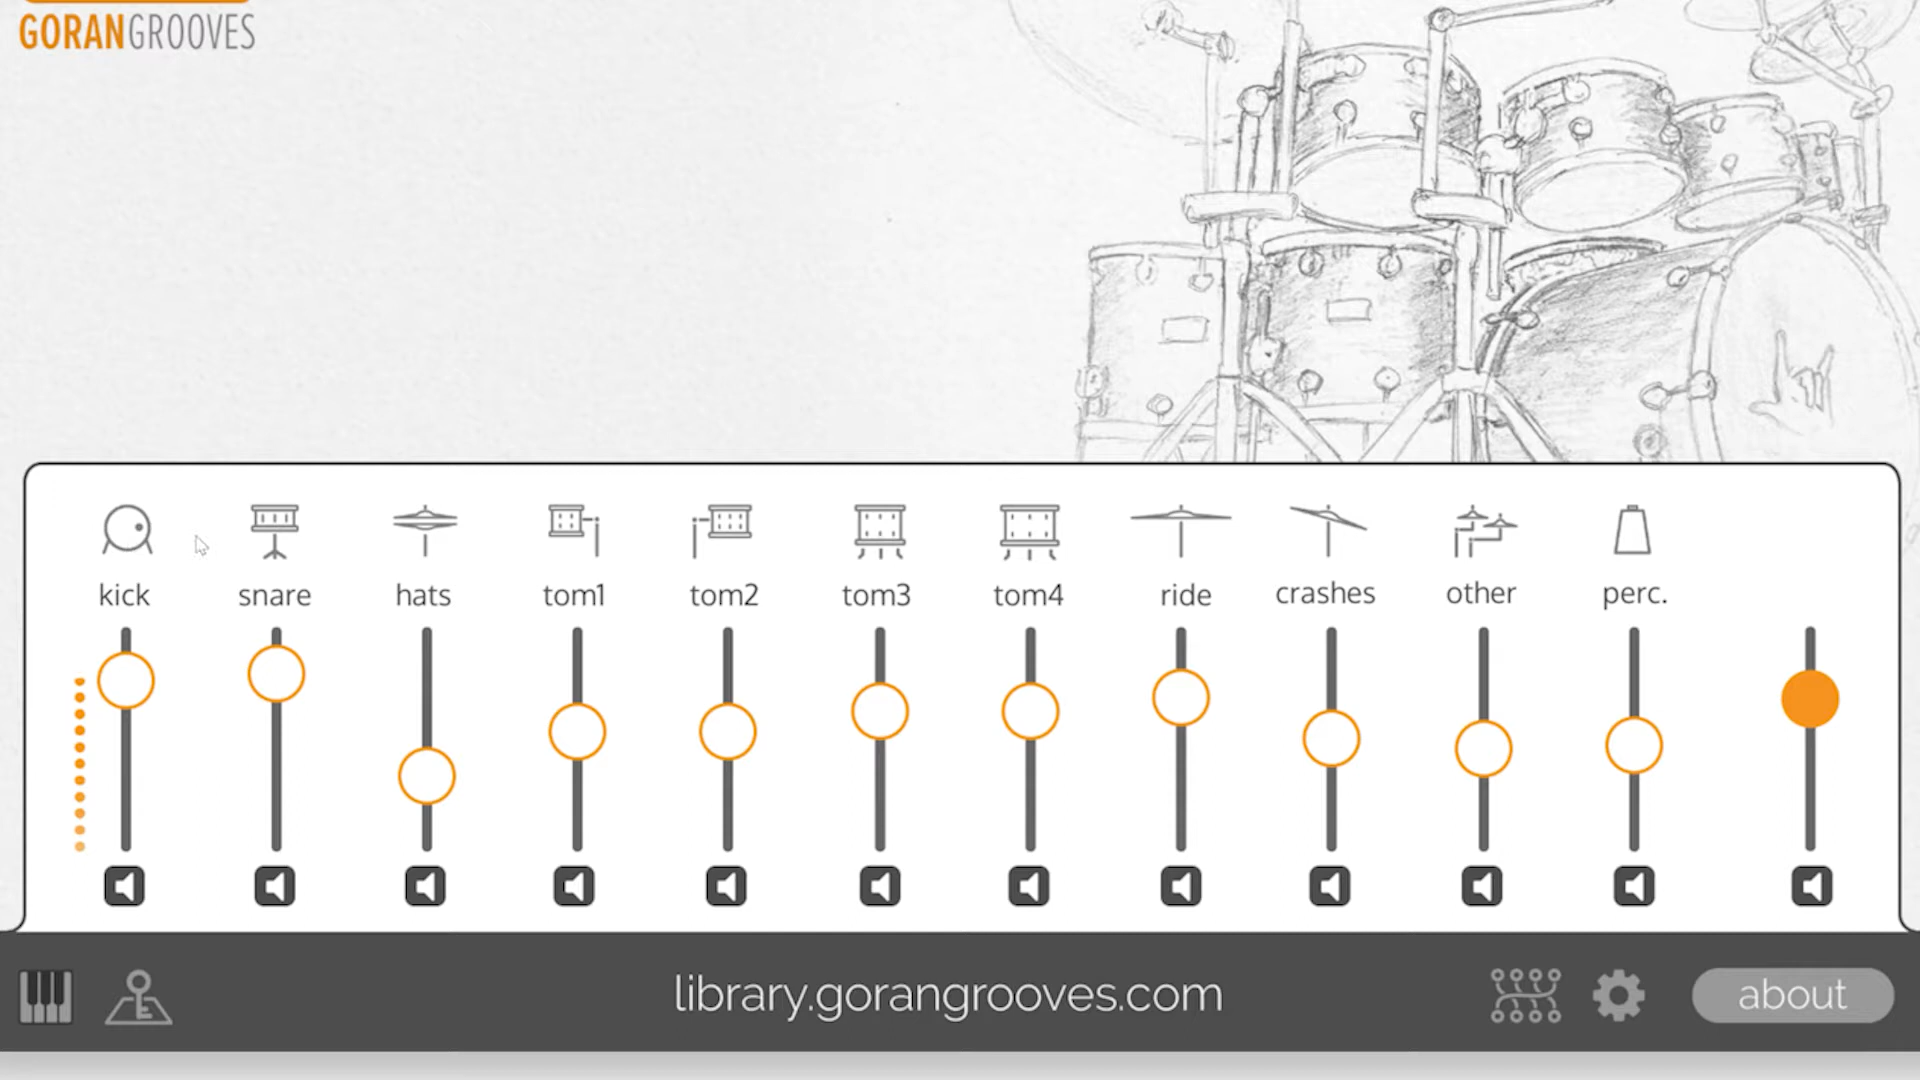 GORANGROOVES
kick snare hats tom1 tom2 tom3 tom4 ride crashes other perc.
library.gorangrooves.com
about